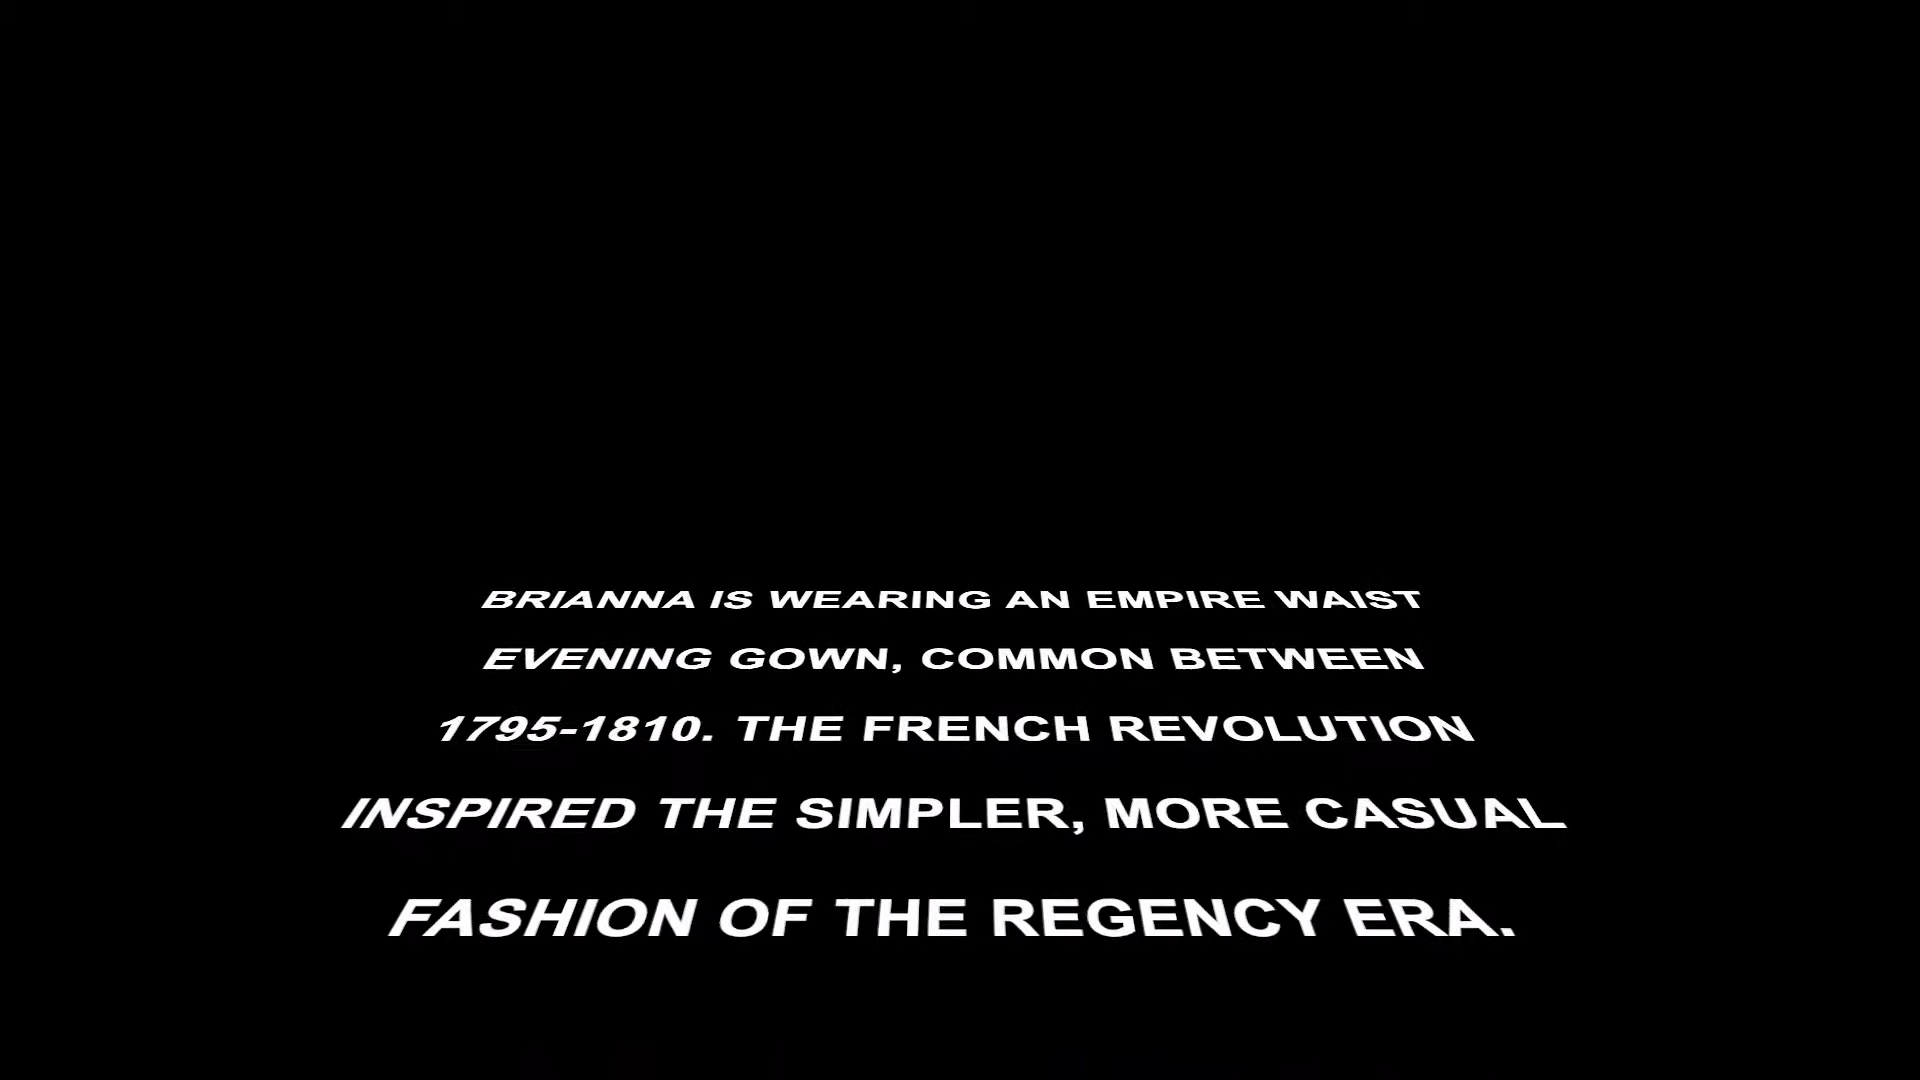 BRIANNA IS WEARING AN EMPIRE WAIST
EVENING GOWN, COMMON BETWEEN
1795-1810. THE FRENCH REVOLUTION
INSPIRED THE SIMPLER, MORE CASUAL
FASHION OF THE REGENCY ERA.